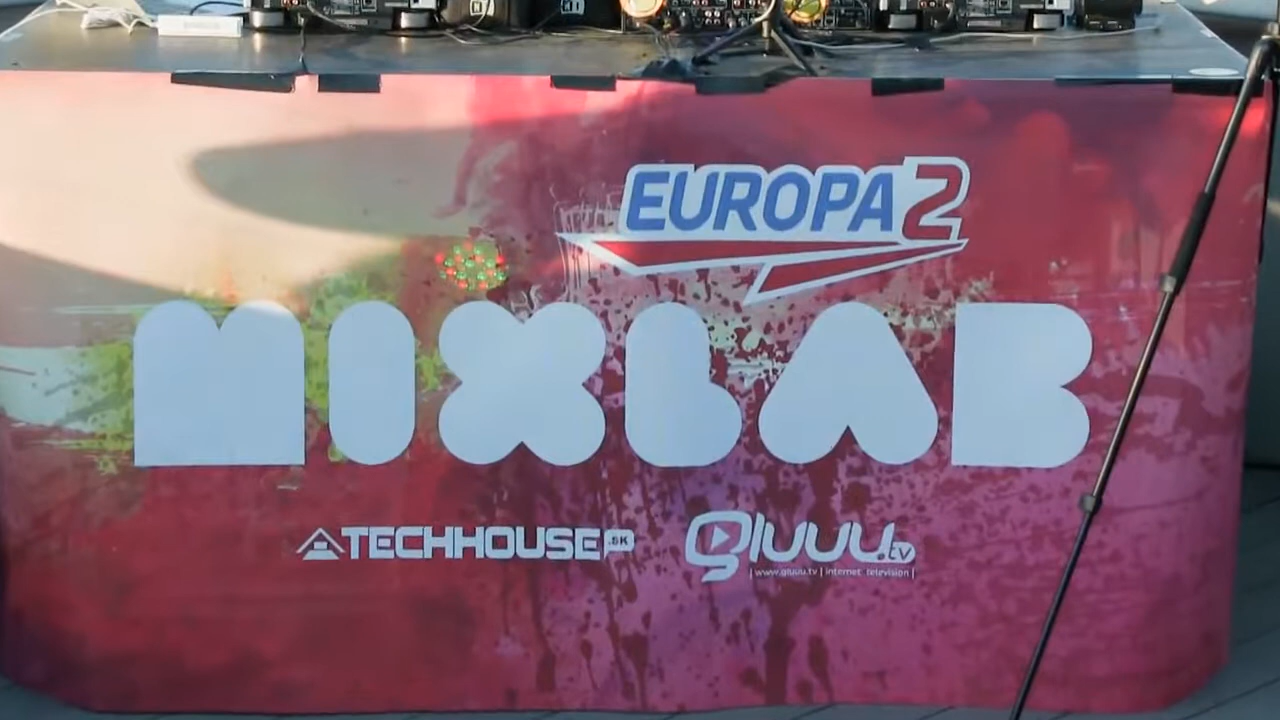 EUROPA 2
MIXLAB
TECHHOUSE.SK
gluuu.tv
| www.gluuu.tv | internet television |